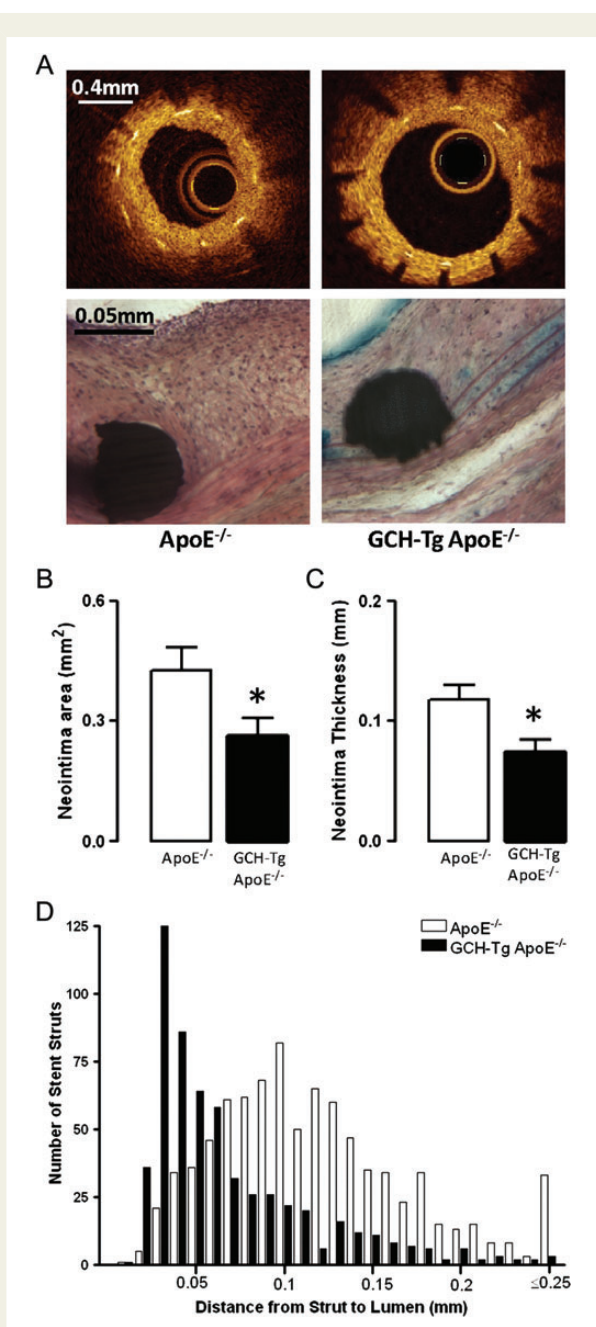 A
0.4mm
0.05mm
ApoE-/-
GCH-Tg ApoE-/-
B
0.6
0.3
0.0
Neointima area (mm2)
*
ApoE-/-
GCH-Tg
ApoE-/-
C
0.2
0.1
0.0
Neointima Thickness (mm)
*
ApoE-/-
GCH-Tg
ApoE-/-
D
ApoE-/-
GCH-Tg ApoE-/-
125
100
75
50
25
0
Number of Stent Struts
0.05
0.1
0.15
0.2
≤0.25
Distance from Strut to Lumen (mm)